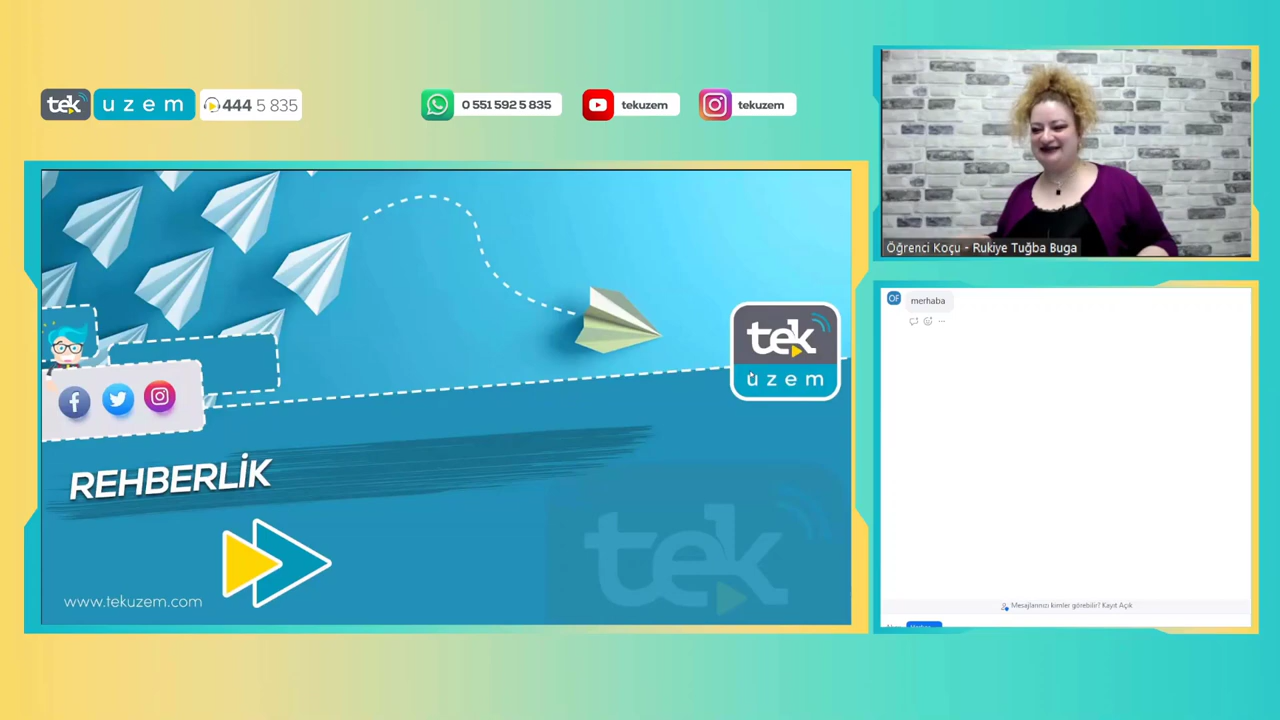 tek
uzem
444 5 835
0 551 592 5 835
tekuzem
tekuzem
Öğrenci Koçu - Rukiye Tuğba Buga
tek
uzem
REHBERLİK
tek
www.tekuzem.com
OF
merhaba
Mesajlarınızı kimler görebilir? Kayıt Açık